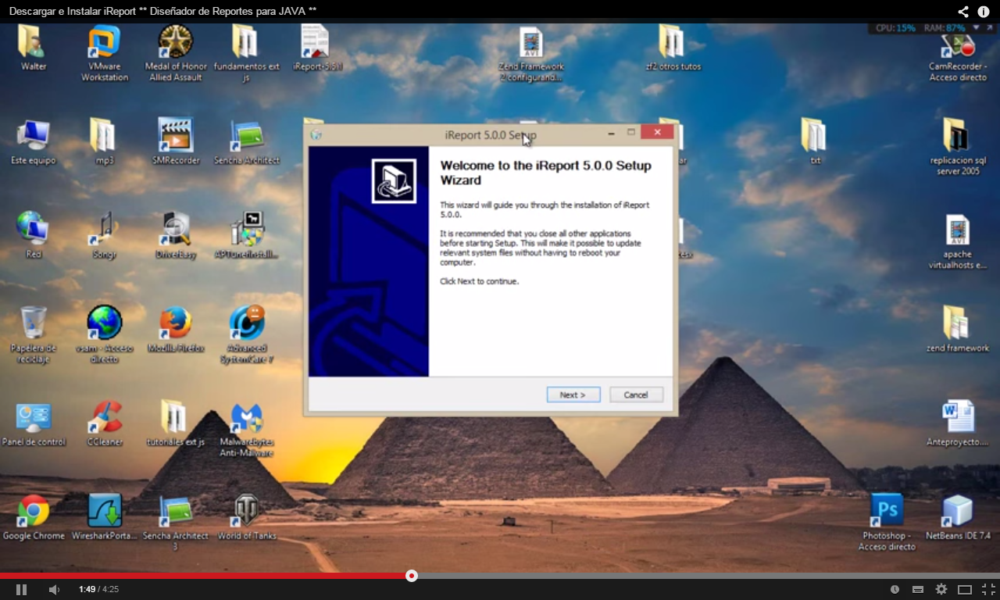 Descargar e Instalar iReport ** Diseñador de Reportes para JAVA **
CPU: 15% RAM: 87%
Walter
VMware
Workstation
Medal of Honor
Allied Assault
fundamentos ext
js
Zend Framework
2 configurando...
zf2 otros tutos
CamRecorder -
Acceso directo
Este equipo
mp3
SMRecorder
Sencha Architect
txt
replicacion sql
server 2005
iReport 5.0.0 Setup
Welcome to the iReport 5.0.0 Setup
Wizard
This wizard will guide you through the installation of iReport
5.0.0.
It is recommended that you close all other applications
before starting Setup. This will make it possible to update
relevant system files without having to reboot your
computer.
Click Next to continue.
Next >
Cancel
Red
Songr
DriverEasy
apache
virtualhosts e...
Papelera de
reciclaje
vsam - Acceso
directo
Mozilla Firefox
Advanced
SystemCare 7
zend framework
Panel de control
CCleaner
tutoriales ext js
Malwarebytes
Anti-Malware
Anteproyecto....
Google Chrome
WiresharkPorta...
Sencha Architect
3
World of Tanks
Ps
Photoshop -
Acceso directo
NetBeans IDE 7.4
1:49 / 4:25